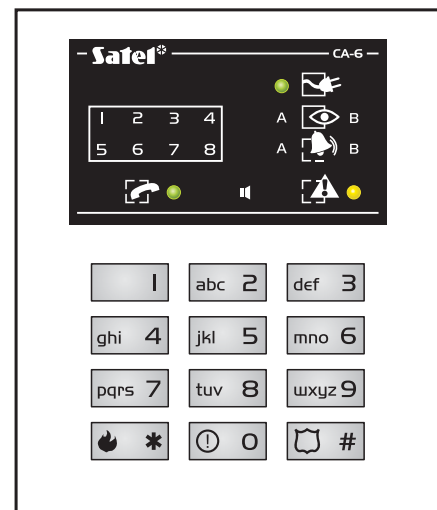 Satel CA-6
1 2 3 4
A B
5 6 7 8
A B
1 abc 2 def 3
ghi 4 jkl 5 mno 6
pqrs 7 tuv 8 wxyz 9
* 0 #